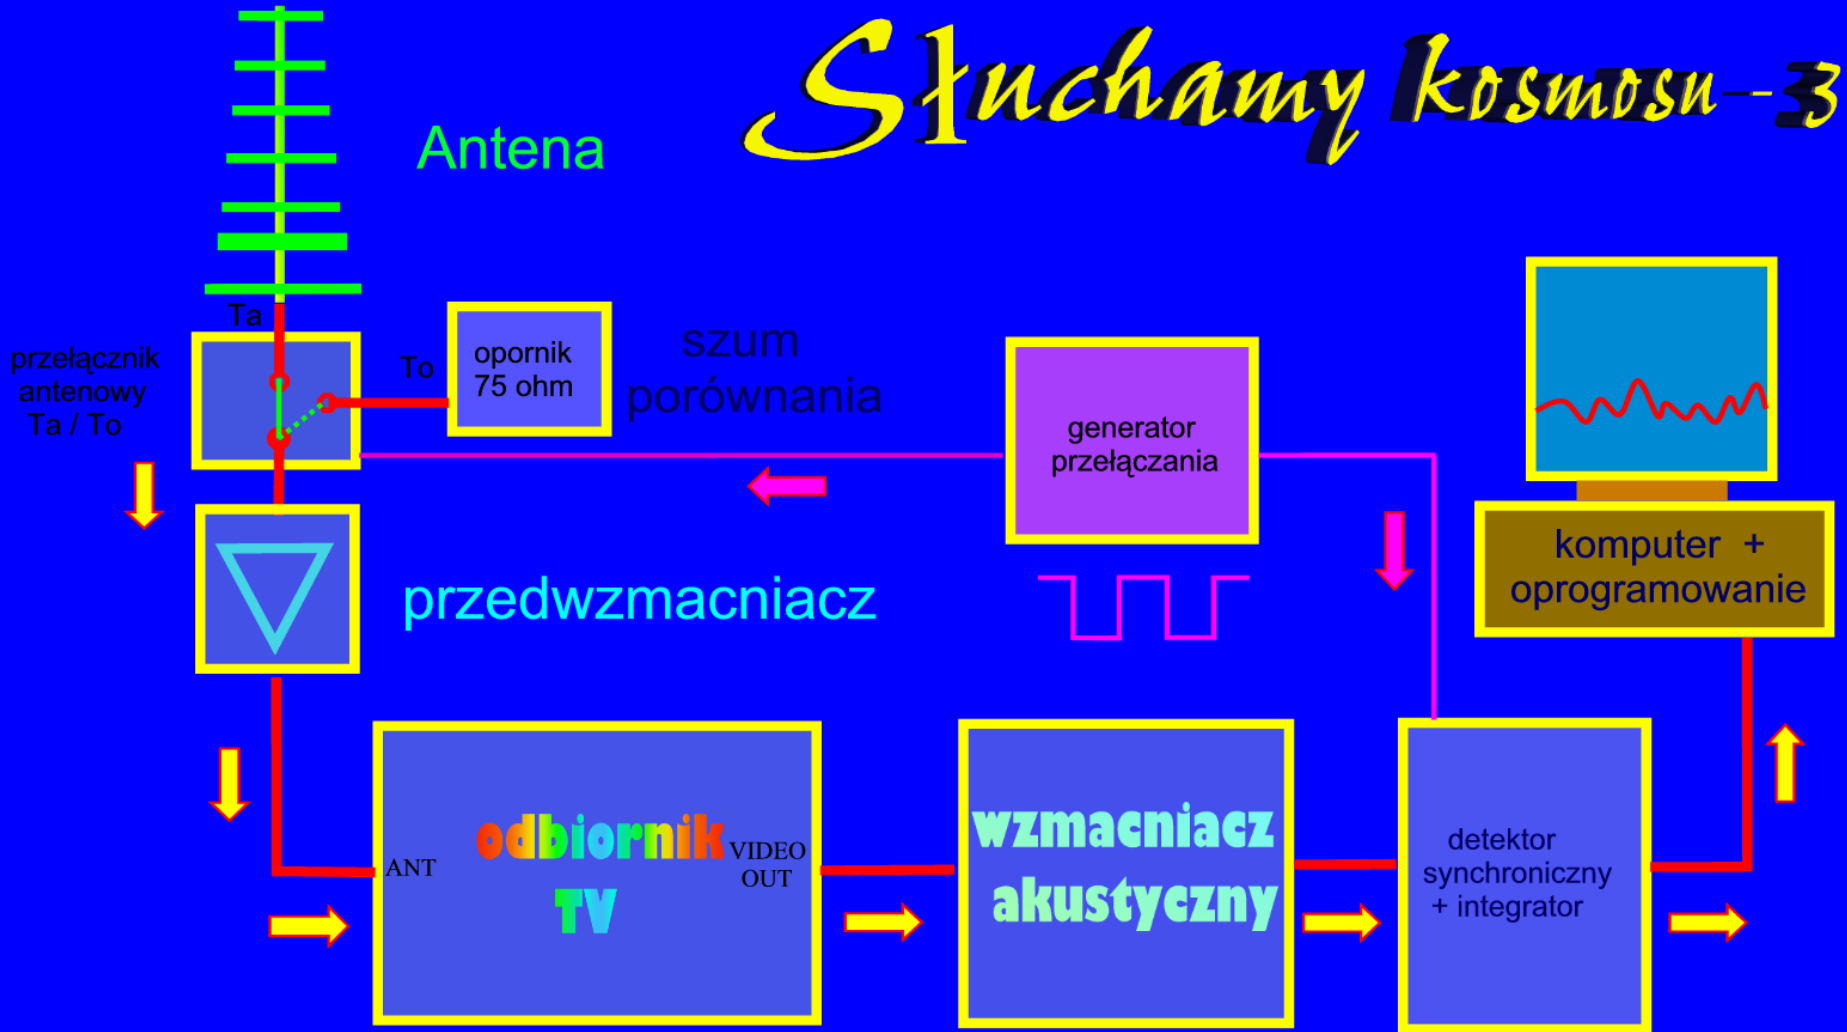 Słuchamy kosmosu -- 3
Antena
Ta
przełącznik
antenowy
Ta / To
To
opornik
75 ohm
szum
porównania
generator
przełączania
komputer +
oprogramowanie
przedwzmacniacz
odbiornik
TV
ANT
VIDEO
OUT
wzmacniacz
akustyczny
detektor
synchroniczny
+ integrator